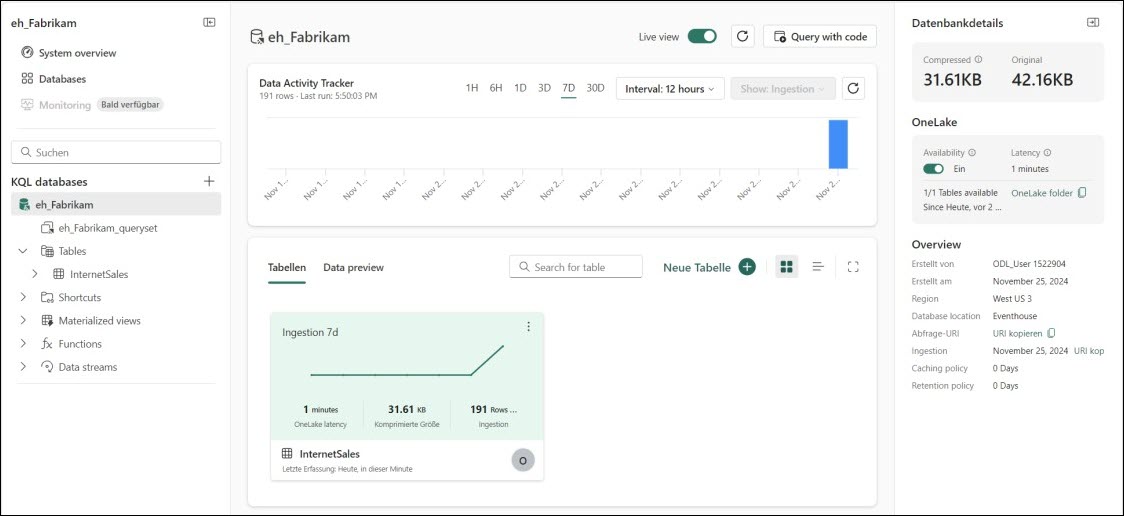 eh_Fabrikam
System overview
Databases
Monitoring Bald verfügbar
Suchen
KQL databases
eh_Fabrikam
eh_Fabrikam_queryset
Tables
InternetSales
Shortcuts
Materialized views
Functions
Data streams
eh_Fabrikam
Live view
Query with code
Data Activity Tracker
191 rows · Last run: 5:50:03 PM
1H 6H 1D 3D 7D 30D
Interval: 12 hours
Show: Ingestion
Nov 1... Nov 1... Nov 1... Nov 1... Nov 2... Nov 2... Nov 2... Nov 2... Nov 2... Nov 2... Nov 2... Nov 2... Nov 2... Nov 2... Nov 2...
Tabellen Data preview
Search for table
Neue Tabelle
Ingestion 7d
1 minutes 31.61 KB 191 Rows ...
OneLake latency Komprimierte Größe Ingestion
InternetSales
Letzte Erfassung: Heute, in dieser Minute
O
Datenbankdetails
Compressed Original
31.61KB 42.16KB
OneLake
Availability Latency
Ein 1 minutes
1/1 Tables available OneLake folder
Since Heute, vor 2 ...
Overview
Erstellt von ODL_User 1522904
Erstellt am November 25, 2024
Region West US 3
Database location Eventhouse
Abfrage-URI URI kopieren
Ingestion November 25, 2024 URI kop
Caching policy 0 Days
Retention policy 0 Days